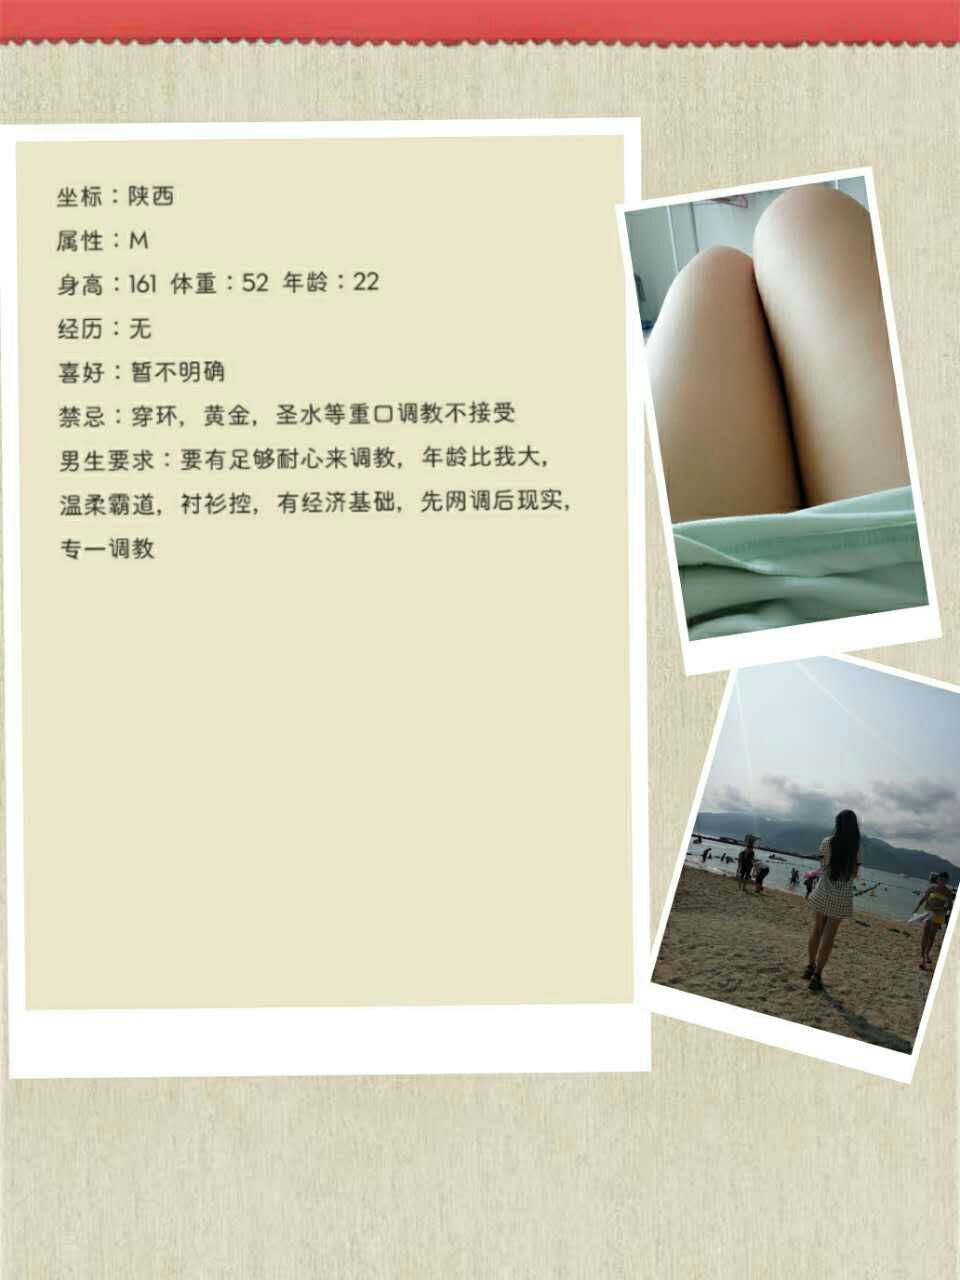 坐标：陕西
属性：M
身高：161 体重：52 年龄：22
经历：无
喜好：暂不明确
禁忌：穿环，黄金，圣水等重口调教不接受
男生要求：要有足够耐心来调教，年龄比我大，
温柔霸道，衬衫控，有经济基础，先网调后现实，
专一调教